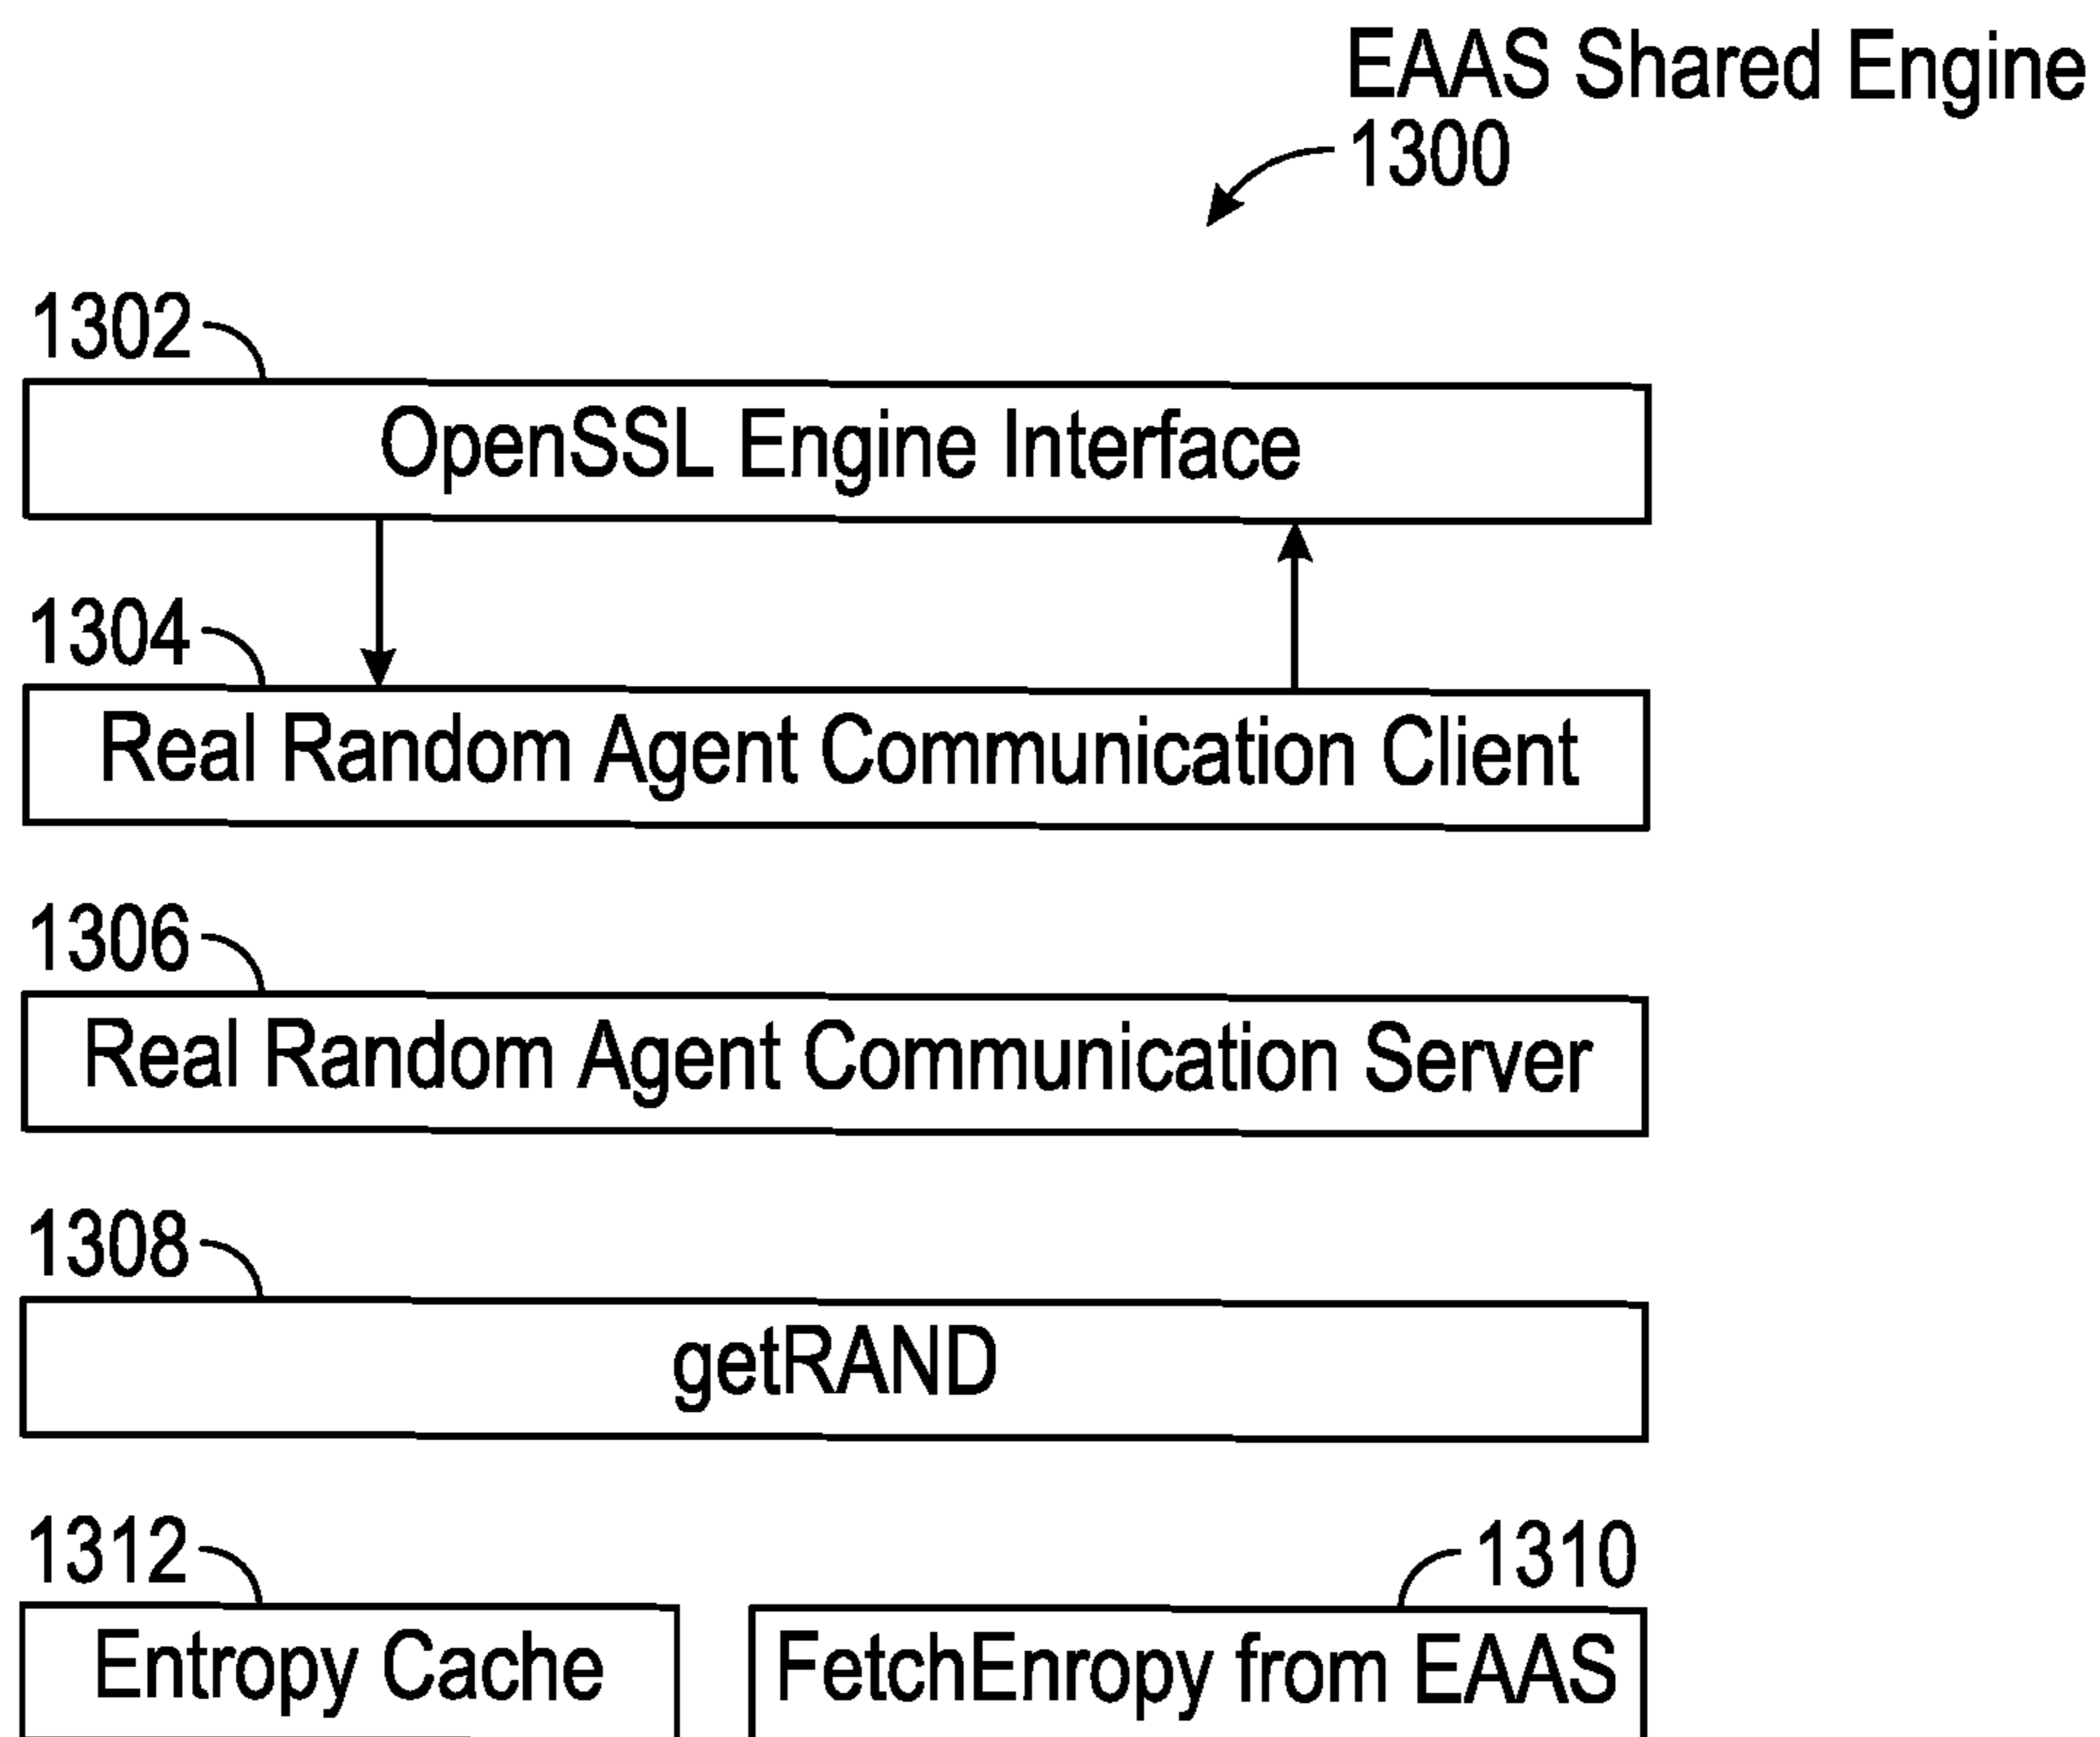 EAAS Shared Engine
1300
1302
OpenSSL Engine Interface
1304
Real Random Agent Communication Client
1306
Real Random Agent Communication Server
1308
getRAND
1312
1310
Entropy Cache
FetchEnropy from EAAS